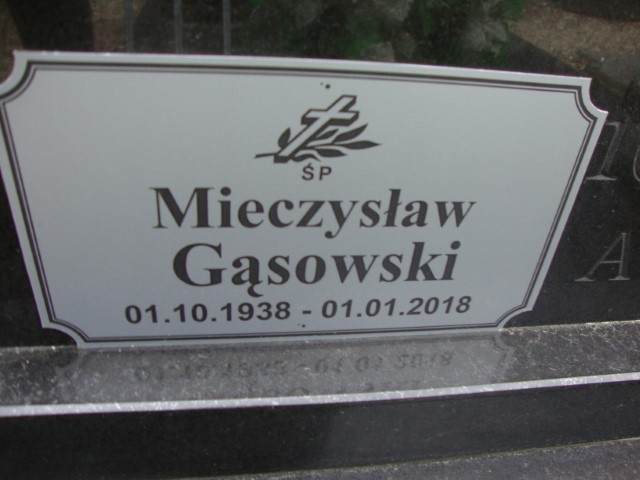 ŚP
Mieczysław
Gąsowski
01.10.1938 - 01.01.2018